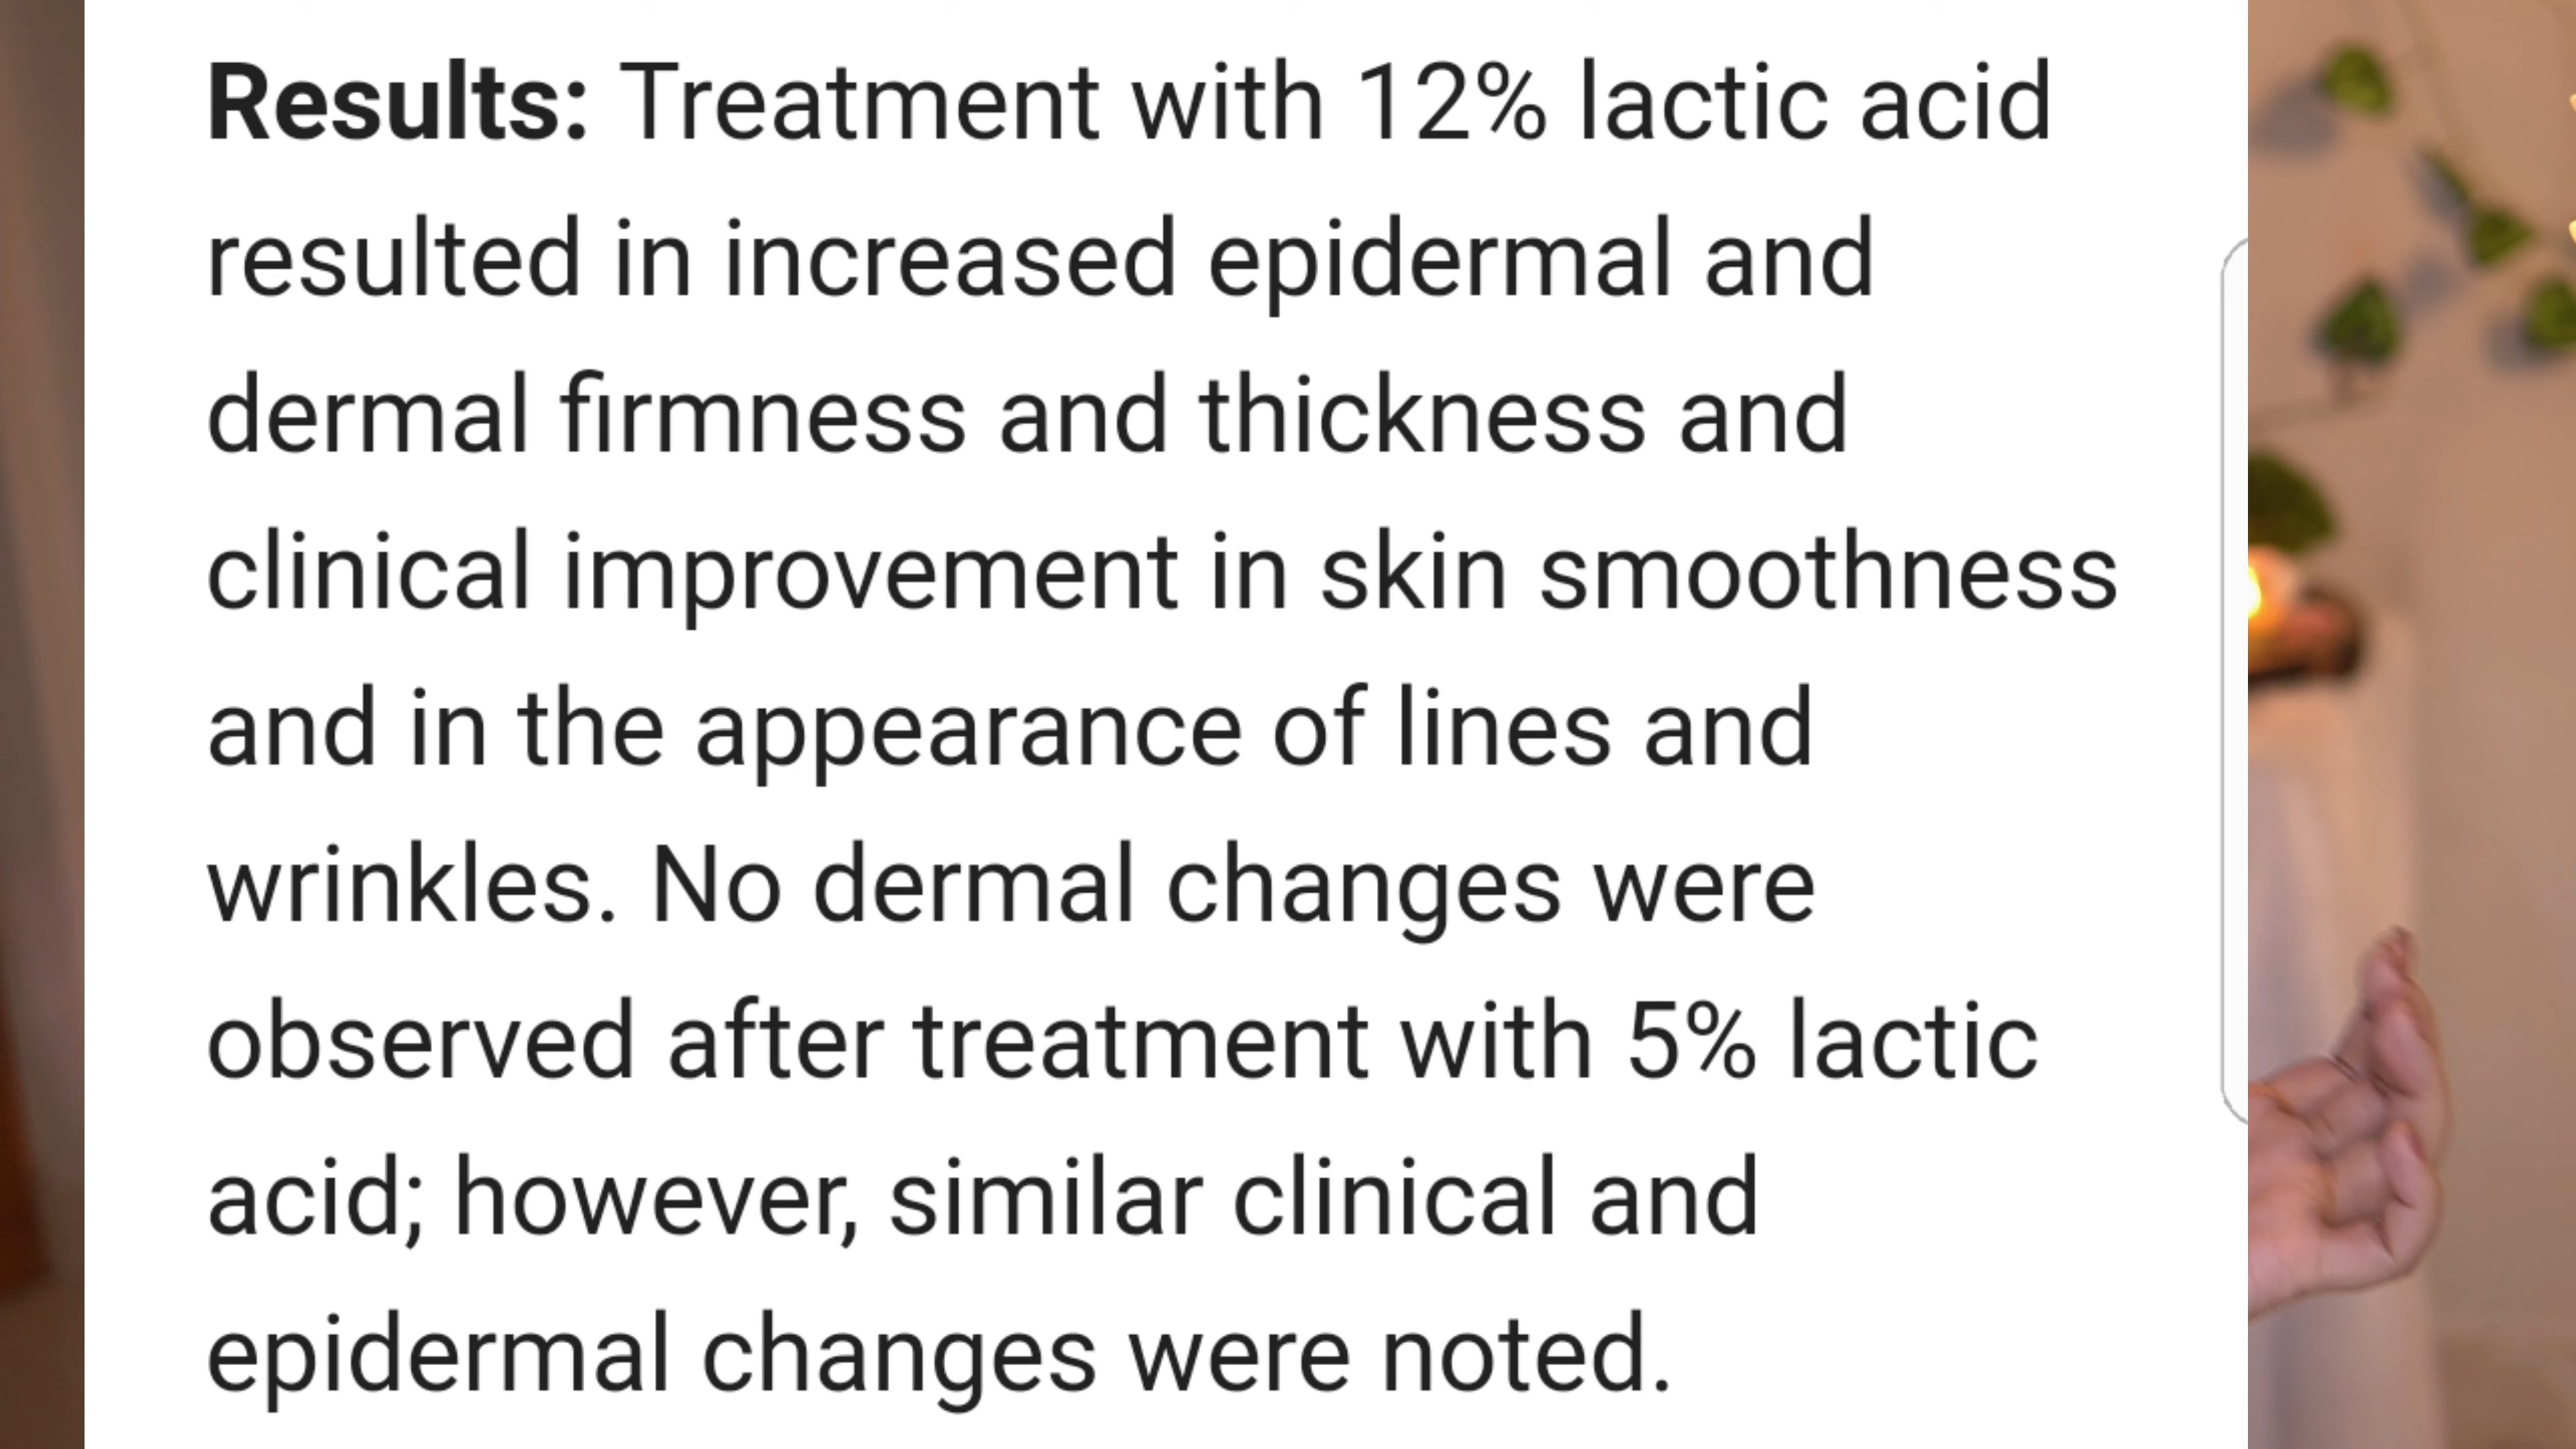 Results: Treatment with 12% lactic acid
resulted in increased epidermal and
dermal firmness and thickness and
clinical improvement in skin smoothness
and in the appearance of lines and
wrinkles. No dermal changes were
observed after treatment with 5% lactic
acid; however, similar clinical and
epidermal changes were noted.